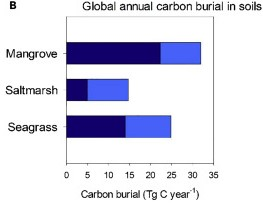 B Global annual carbon burial in soils
Mangrove
Saltmarsh
Seagrass
0 5 10 15 20 25 30 35
Carbon burial (Tg C year⁻¹)